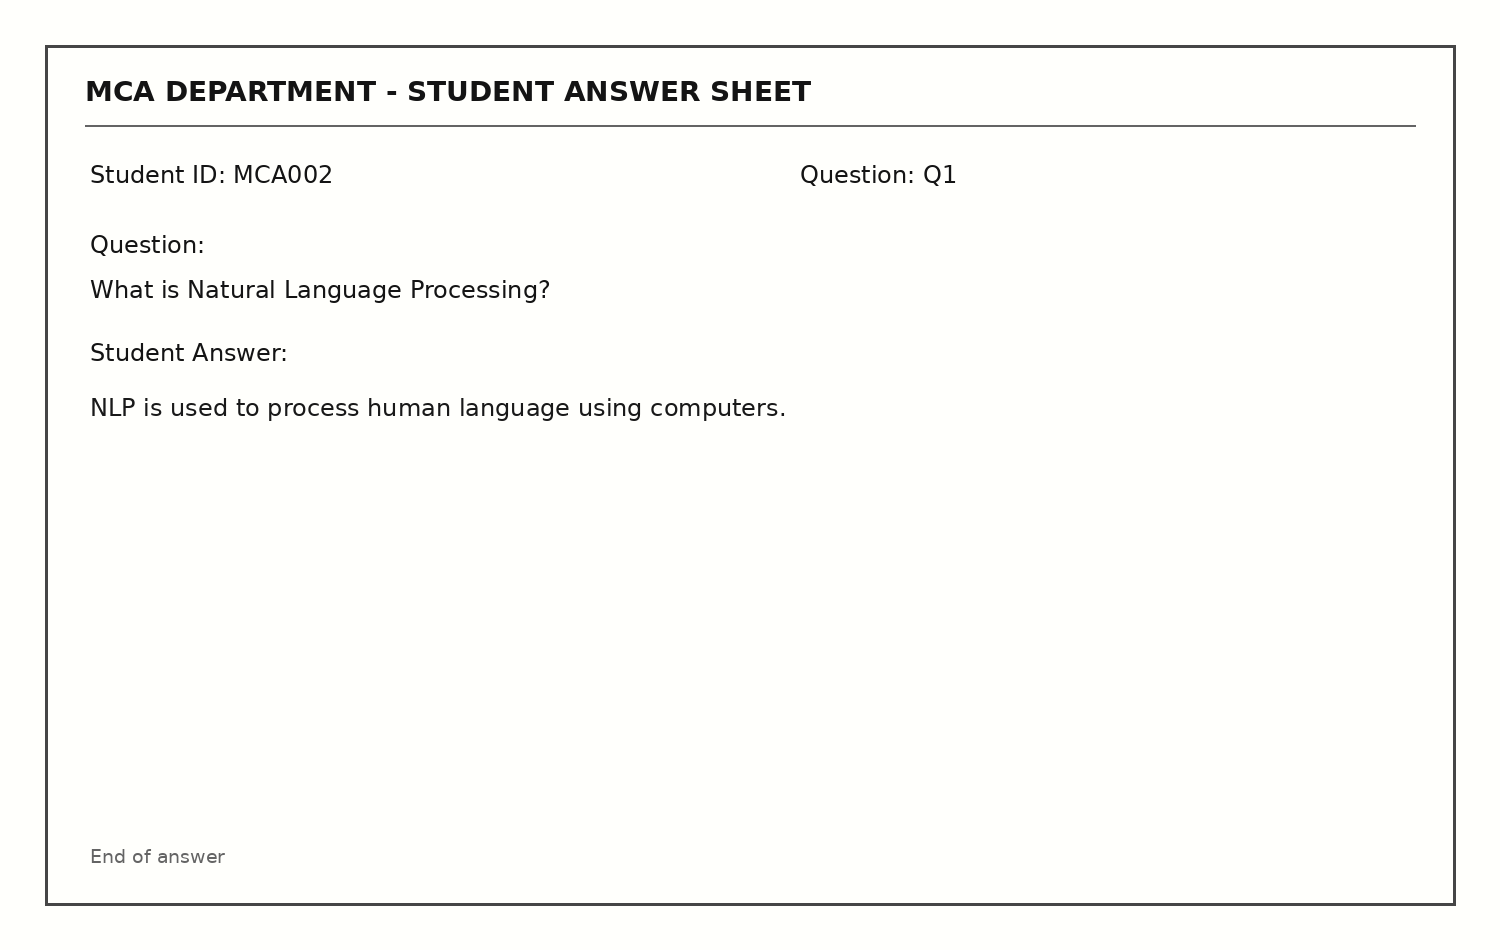 MCA DEPARTMENT - STUDENT ANSWER SHEET
Student ID: MCA002 Question: Q1
Question:
What is Natural Language Processing?
Student Answer:
NLP is used to process human language using computers.
End of answer